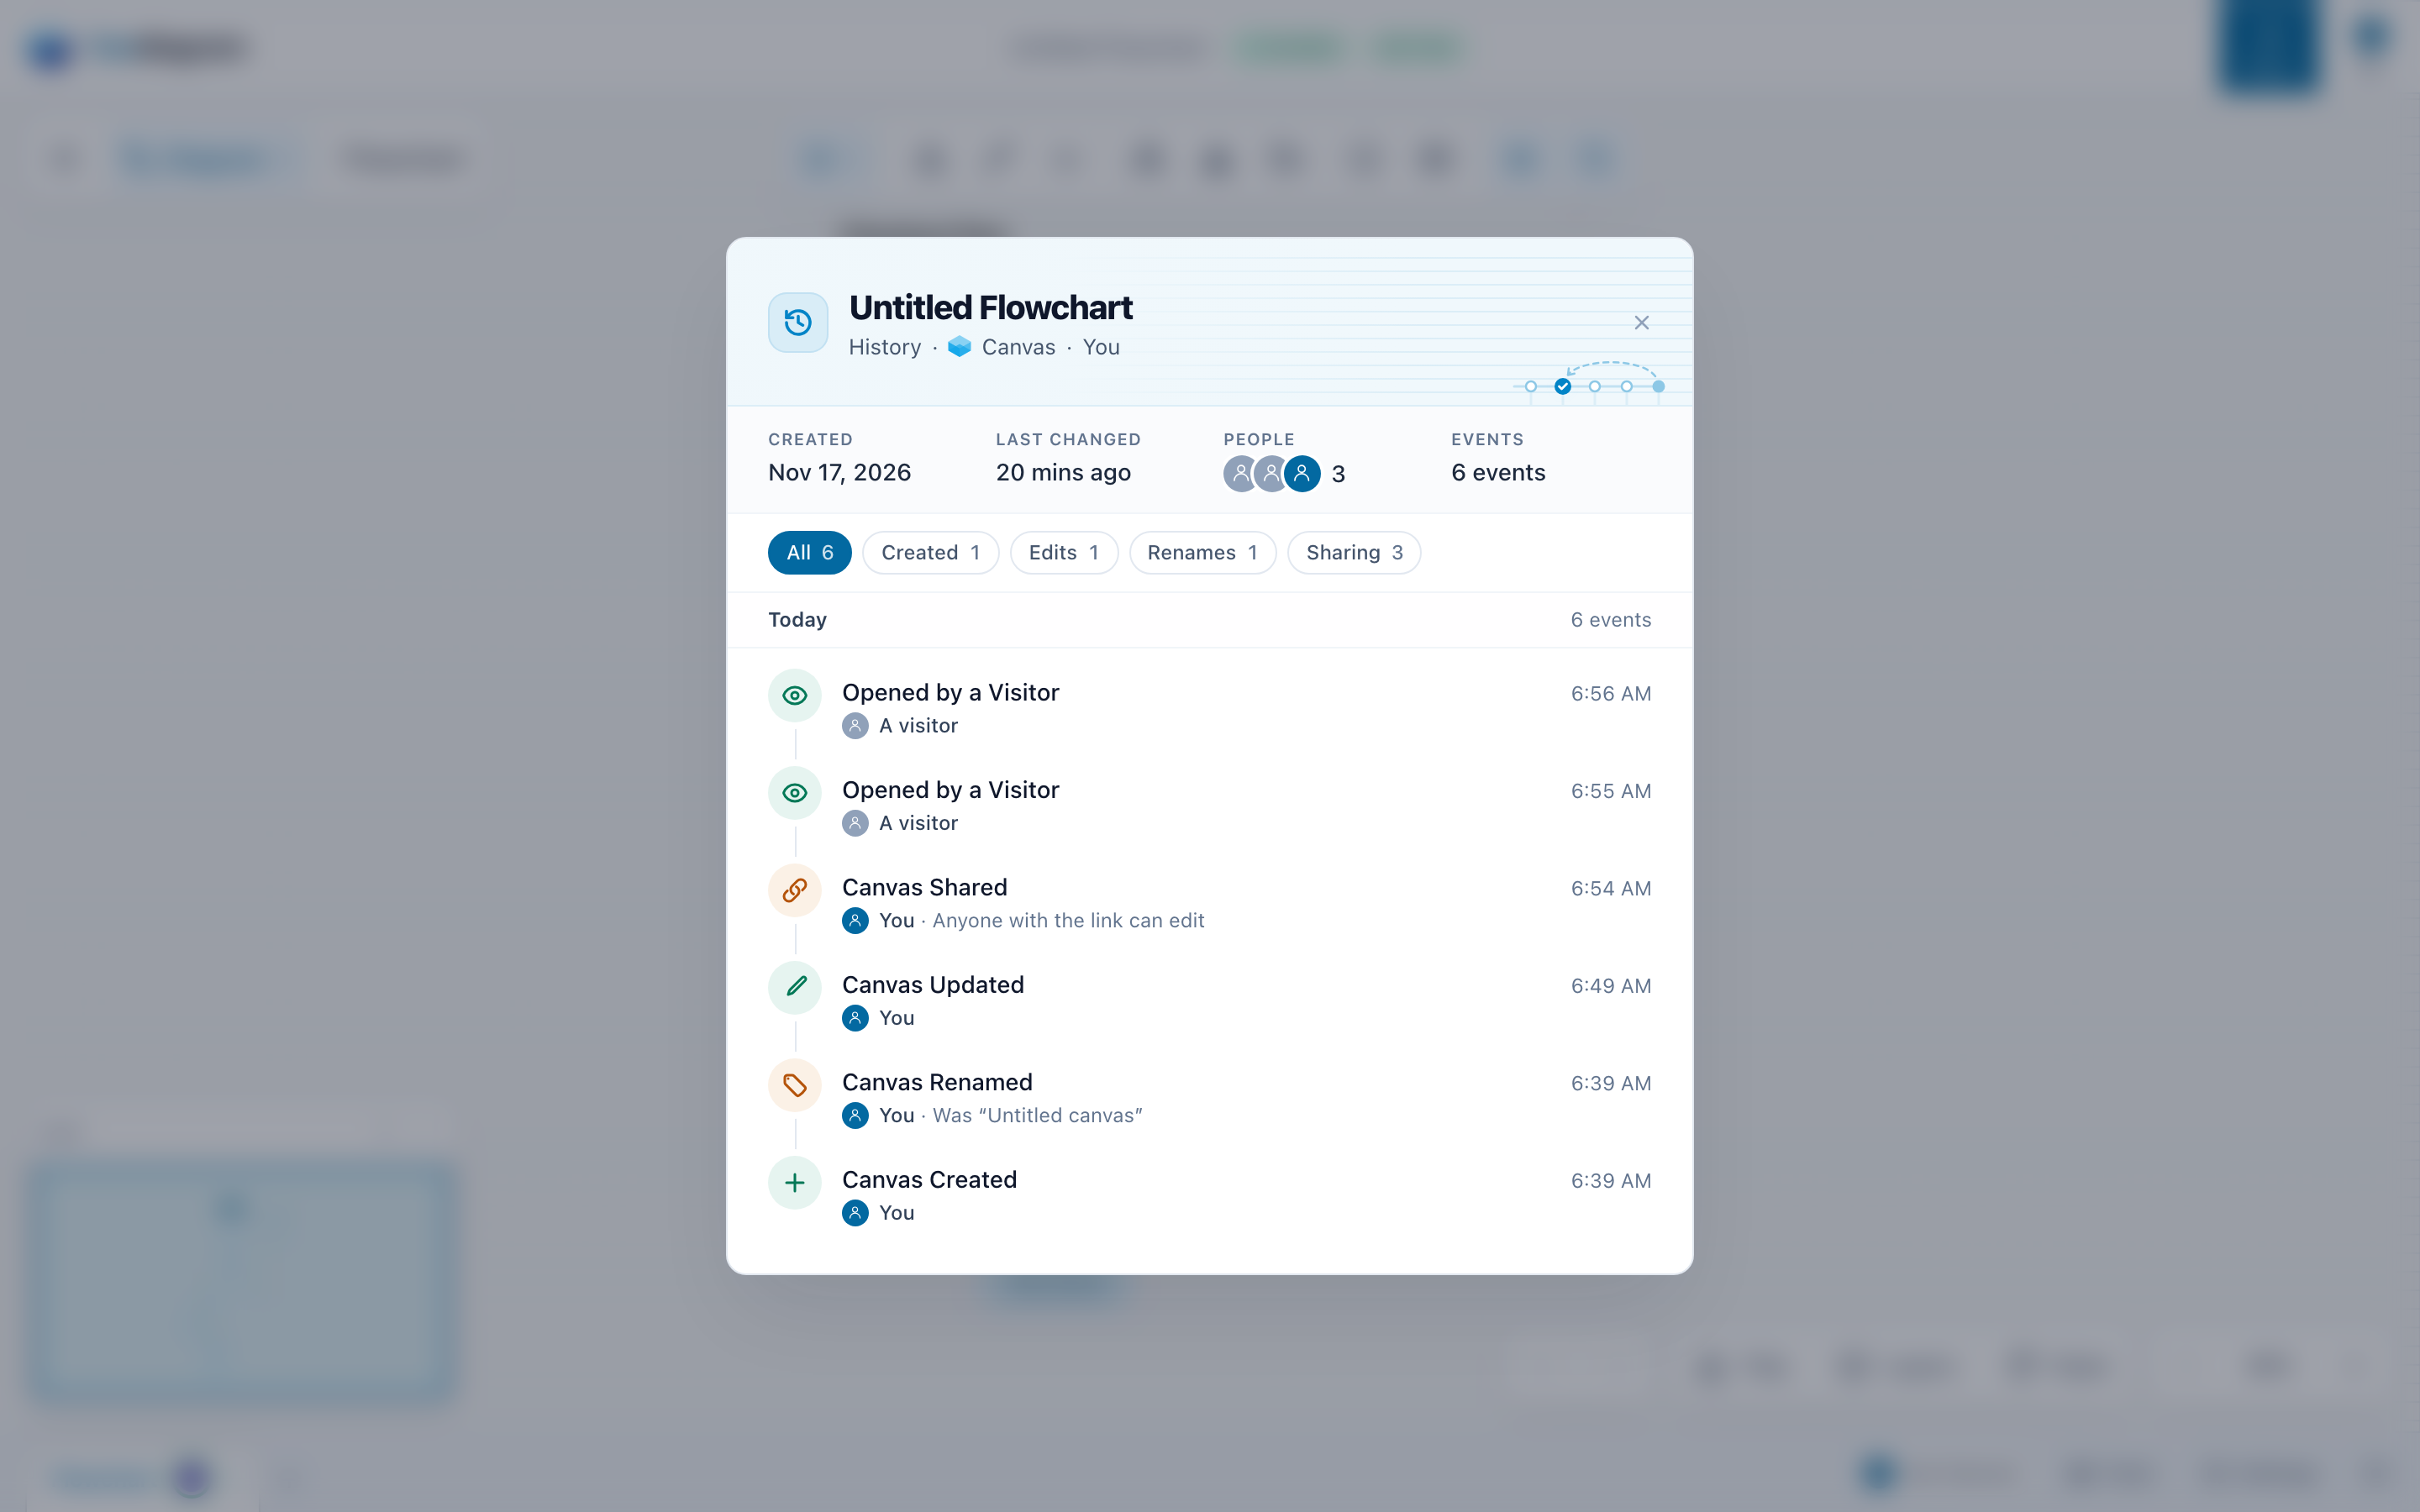 Untitled Flowchart
History · Canvas · You
CREATED
Nov 17, 2026
LAST CHANGED
20 mins ago
PEOPLE
3
EVENTS
6 events
All 6
Created 1
Edits 1
Renames 1
Sharing 3
Today
6 events
Opened by a Visitor
6:56 AM
A visitor
Opened by a Visitor
6:55 AM
A visitor
Canvas Shared
6:54 AM
You · Anyone with the link can edit
Canvas Updated
6:49 AM
You
Canvas Renamed
6:39 AM
You · Was “Untitled canvas”
Canvas Created
6:39 AM
You